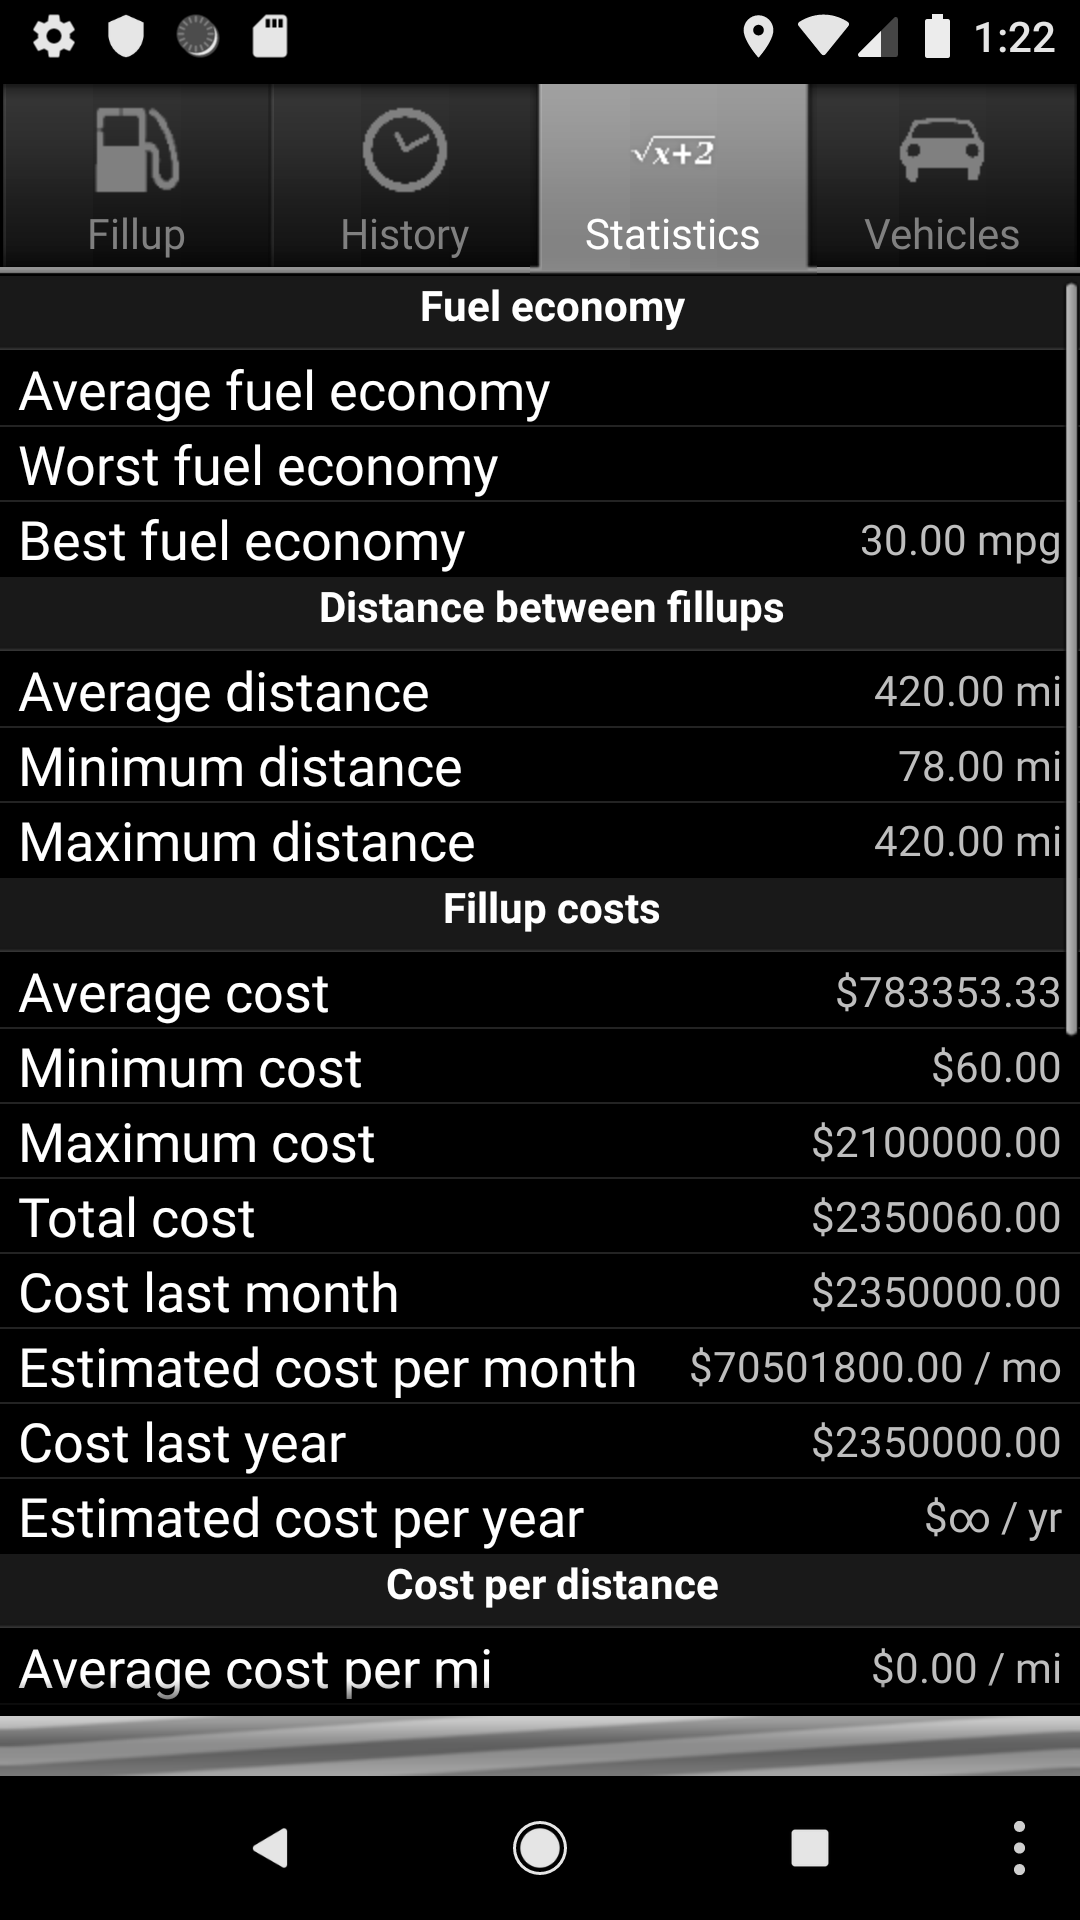 1:22
√x+2
Fillup
History
Statistics
Vehicles
Fuel economy
Average fuel economy
Worst fuel economy
Best fuel economy 30.00 mpg
Distance between fillups
Average distance 420.00 mi
Minimum distance 78.00 mi
Maximum distance 420.00 mi
Fillup costs
Average cost $783353.33
Minimum cost $60.00
Maximum cost $2100000.00
Total cost $2350060.00
Cost last month $2350000.00
Estimated cost per month $70501800.00 / mo
Cost last year $2350000.00
Estimated cost per year $∞ / yr
Cost per distance
Average cost per mi $0.00 / mi